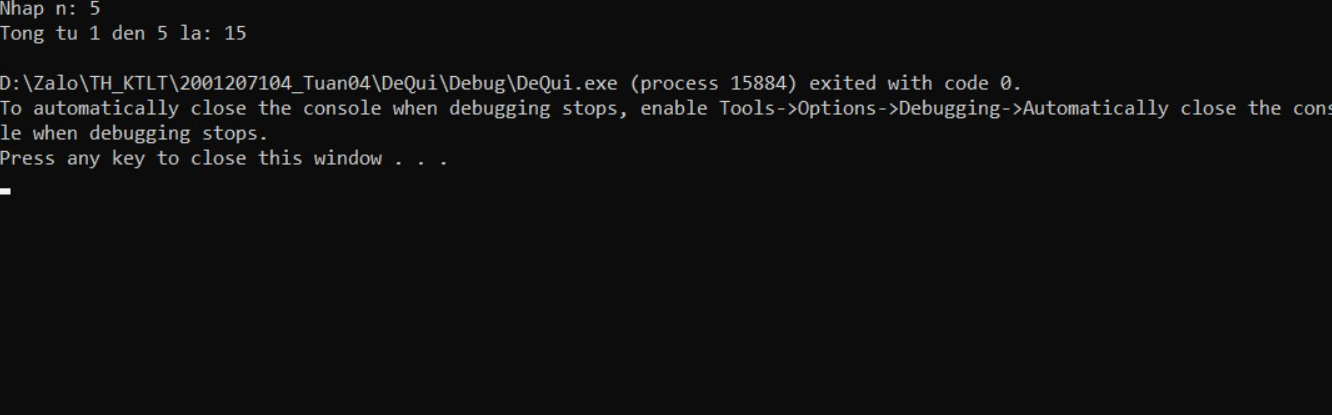 Nhap n: 5
Tong tu 1 den 5 la: 15
D:\Zalo\TH_KTLT\2001207104_Tuan04\DeQui\Debug\DeQui.exe (process 15884) exited with code 0.
To automatically close the console when debugging stops, enable Tools->Options->Debugging->Automatically close the cons
le when debugging stops.
Press any key to close this window . . .